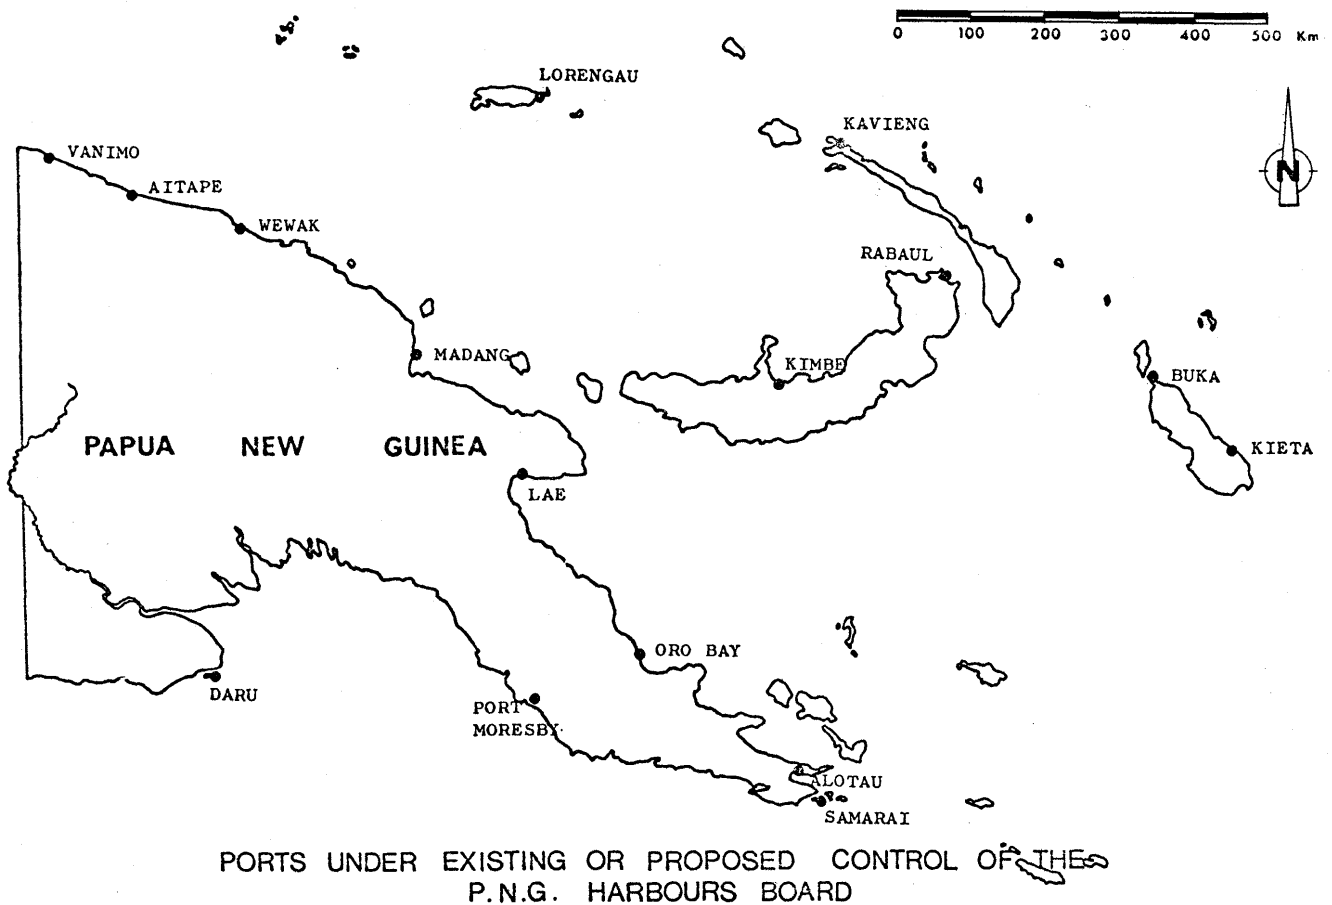 0 100 200 300 400 500 Km
LORENGAU
KAVIENG
VANIMO
N
AITAPE
WEWAK
RABAUL
MADANG
KIMBE
BUKA
PAPUA NEW GUINEA
KIETA
LAE
ORO BAY
DARU
PORT
MORESBY
ALOTAU
SAMARAI
PORTS UNDER EXISTING OR PROPOSED CONTROL OF THE
P.N.G. HARBOURS BOARD